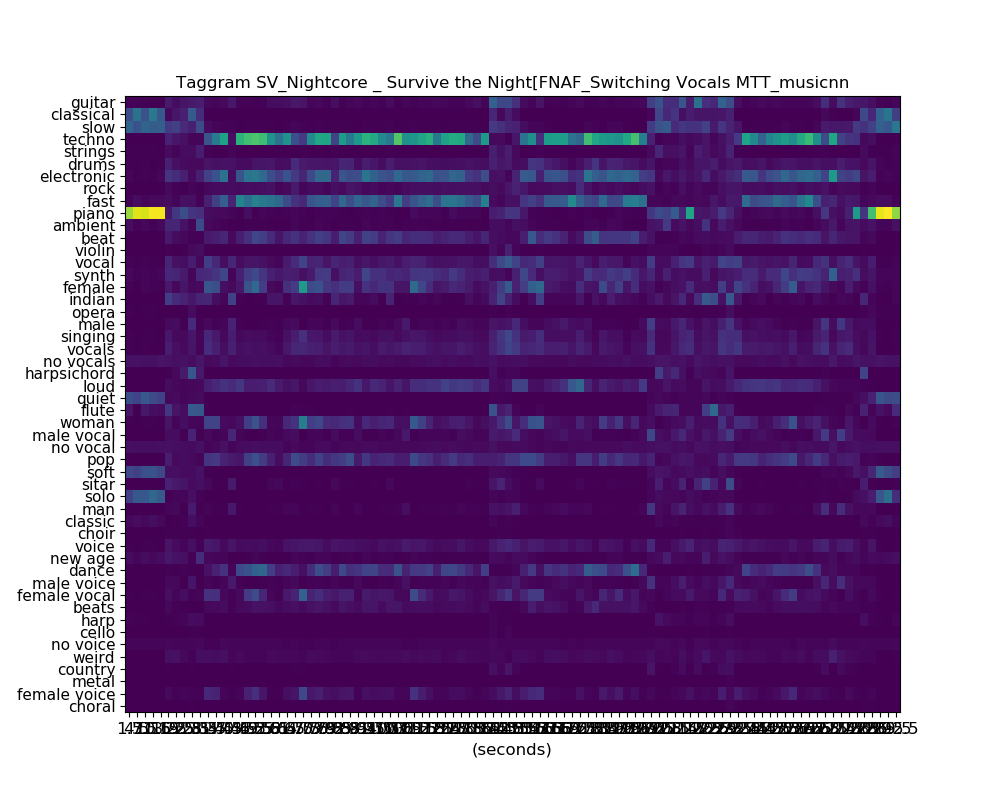 Taggram SV_Nightcore _ Survive the Night[FNAF_Switching Vocals MTT_musicnn
guitar
classical
slow
techno
strings
drums
electronic
rock
fast
piano
ambient
beat
violin
vocal
synth
female
indian
opera
male
singing
vocals
no vocals
harpsichord
loud
quiet
flute
woman
male vocal
no vocal
pop
soft
sitar
solo
man
classic
choir
voice
new age
dance
male voice
female vocal
beats
harp
cello
no voice
weird
country
metal
female voice
choral
(seconds)